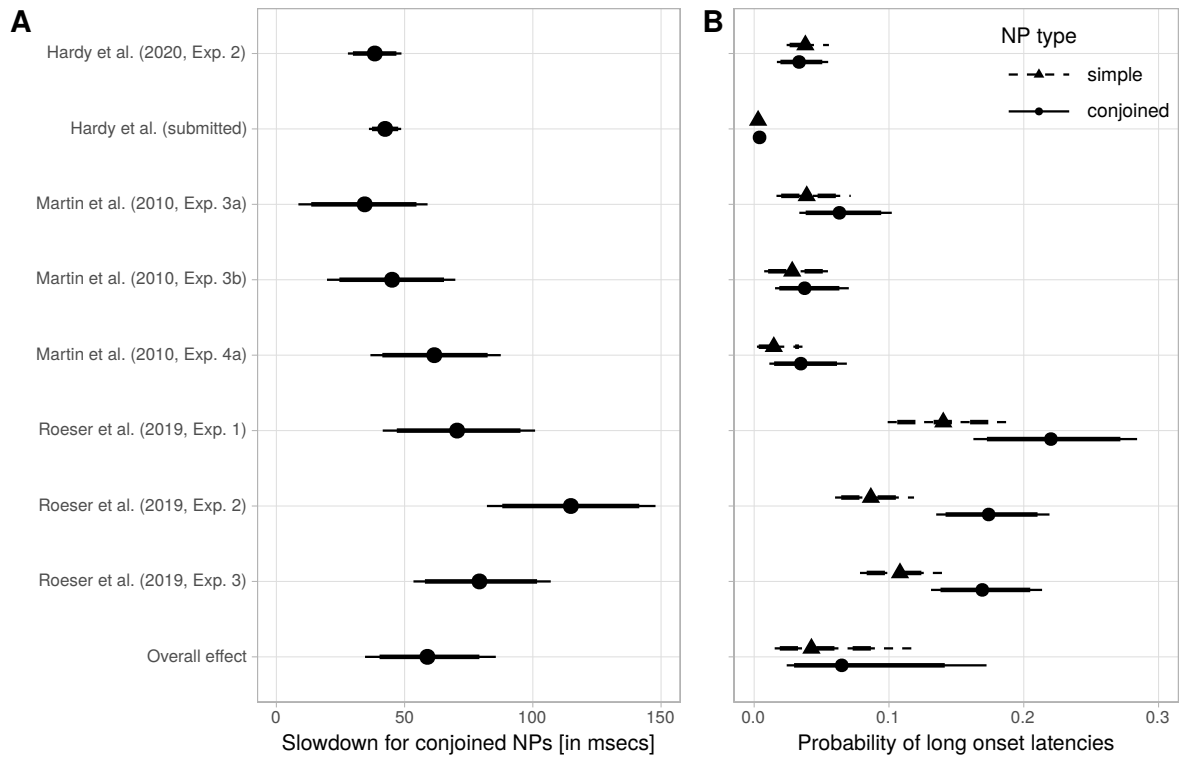 A
Hardy et al. (2020, Exp. 2)
Hardy et al. (submitted)
Martin et al. (2010, Exp. 3a)
Martin et al. (2010, Exp. 3b)
Martin et al. (2010, Exp. 4a)
Roeser et al. (2019, Exp. 1)
Roeser et al. (2019, Exp. 2)
Roeser et al. (2019, Exp. 3)
Overall effect
0 50 100 150
Slowdown for conjoined NPs [in msecs]
B
NP type
simple
conjoined
0.0 0.1 0.2 0.3
Probability of long onset latencies